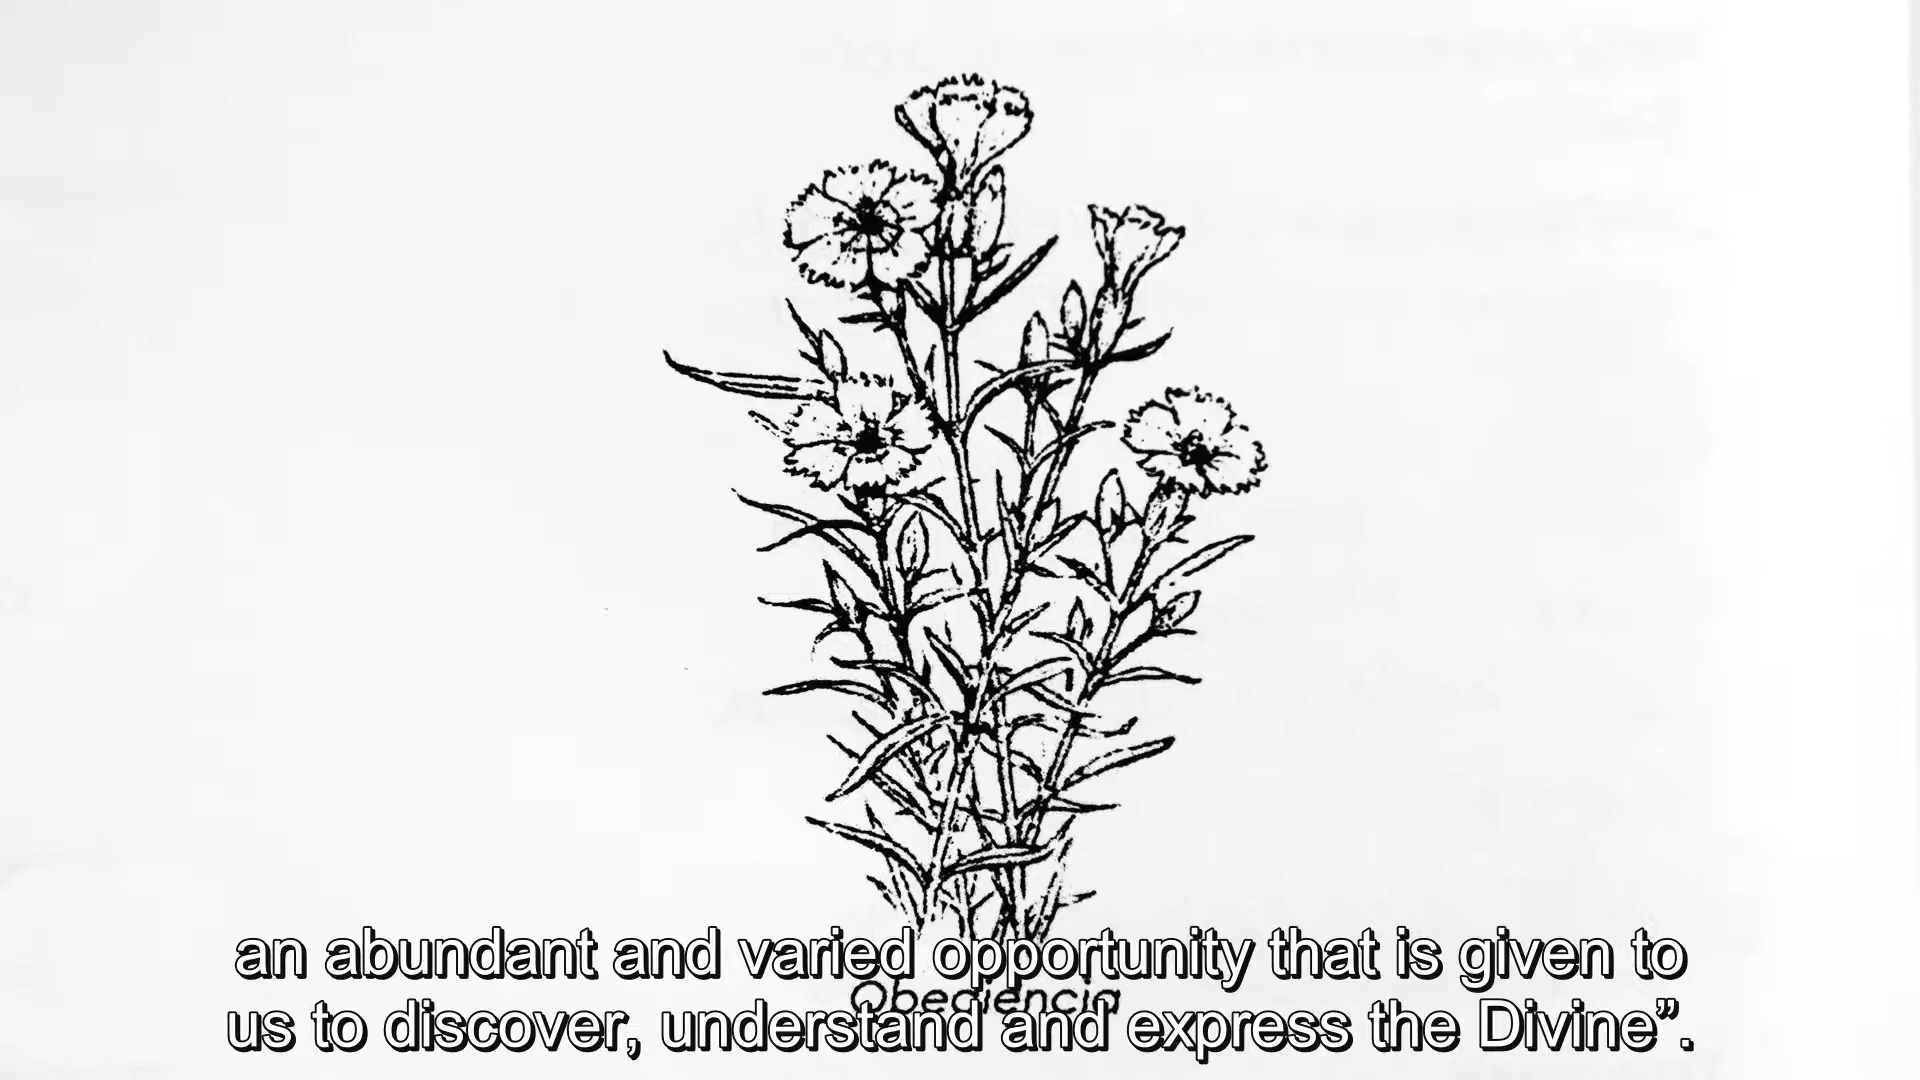 an abundant and varied opportunity that is given to
Obediencia
us to discover, understand and express the Divine”.